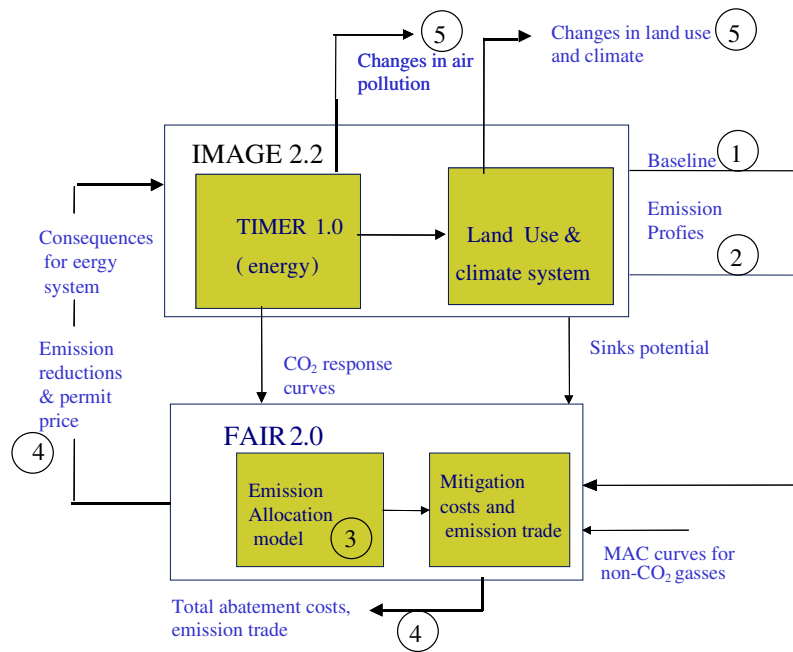 5
Changes in air
pollution
Changes in land use
and climate
5
IMAGE 2.2
TIMER 1.0
( energy)
Land Use &
climate system
Baseline
1
Emission
Profies
2
Consequences
for eergy
system
Emission
reductions
& permit
price
4
CO₂ response
curves
Sinks potential
FAIR 2.0
Emission
Allocation
model
3
Mitigation
costs and
emission trade
MAC curves for
non-CO₂ gasses
Total abatement costs,
emission trade
4